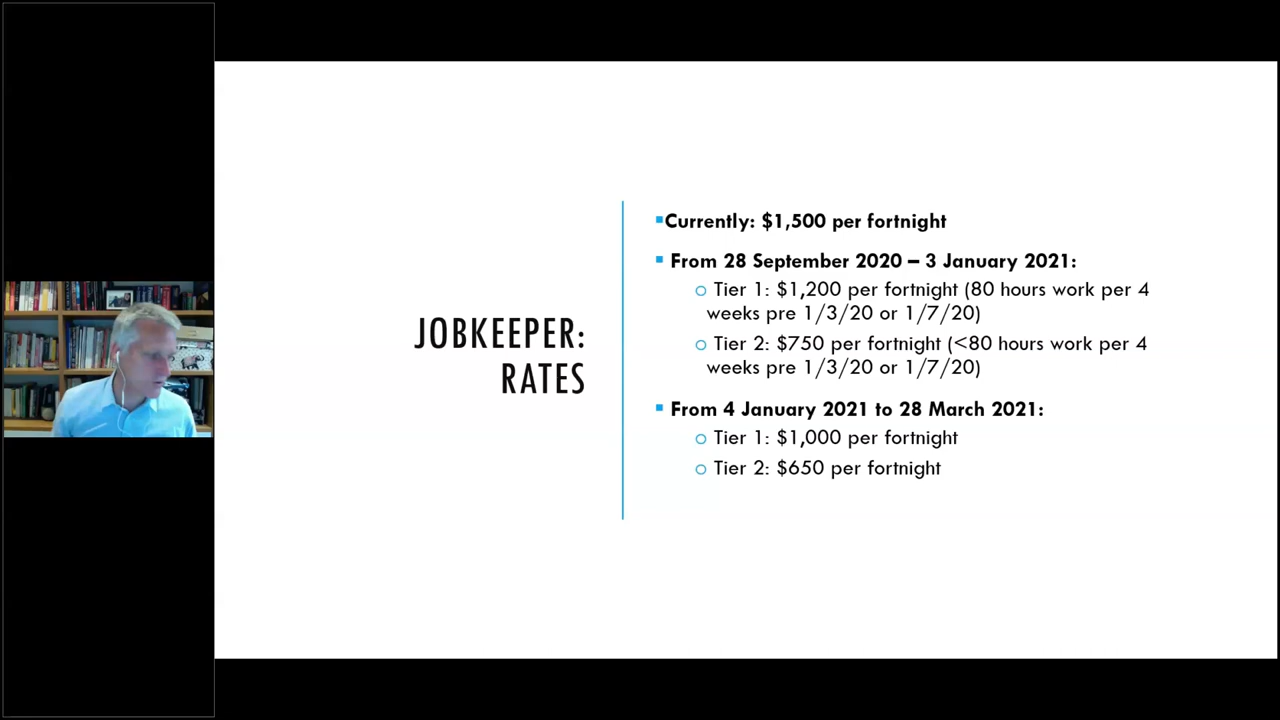 JOBKEEPER:
RATES
▪Currently: $1,500 per fortnight
▪ From 28 September 2020 – 3 January 2021:
o Tier 1: $1,200 per fortnight (80 hours work per 4
weeks pre 1/3/20 or 1/7/20)
o Tier 2: $750 per fortnight (<80 hours work per 4
weeks pre 1/3/20 or 1/7/20)
▪ From 4 January 2021 to 28 March 2021:
o Tier 1: $1,000 per fortnight
o Tier 2: $650 per fortnight